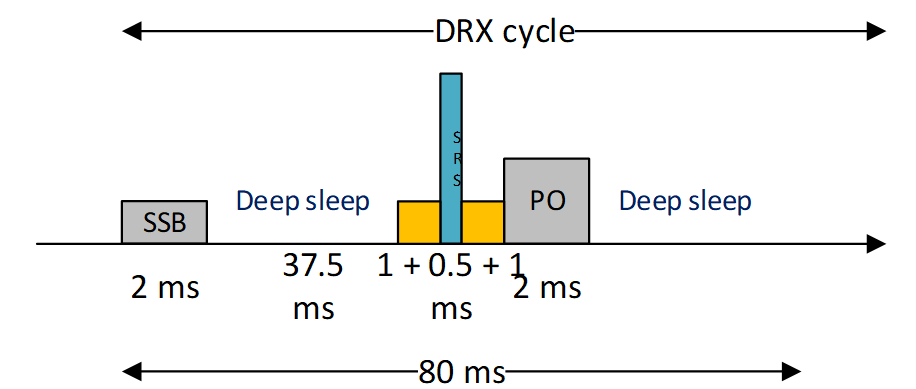 DRX cycle
S
R
S
Deep sleep
PO
Deep sleep
SSB
37.5
ms
1 + 0.5 + 1
ms
2 ms
2 ms
80 ms